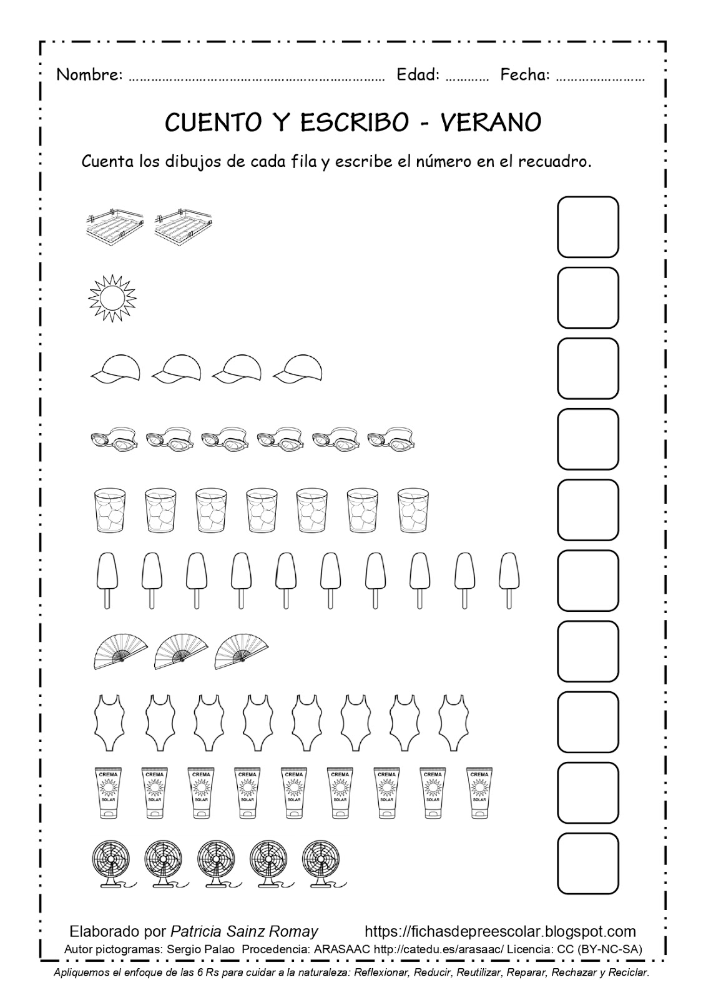 Nombre: ………………………………………………………… Edad: ………… Fecha: ……………………
CUENTO Y ESCRIBO - VERANO
Cuenta los dibujos de cada fila y escribe el número en el recuadro.
CREMA CREMA CREMA CREMA CREMA CREMA CREMA CREMA CREMA
SOLAR SOLAR SOLAR SOLAR SOLAR SOLAR SOLAR SOLAR SOLAR
Elaborado por Patricia Sainz Romay https://fichasdepreescolar.blogspot.com
Autor pictogramas: Sergio Palao Procedencia: ARASAAC http://catedu.es/arasaac/ Licencia: CC (BY-NC-SA)
Apliquemos el enfoque de las 6 Rs para cuidar a la naturaleza: Reflexionar, Reducir, Reutilizar, Reparar, Rechazar y Reciclar.